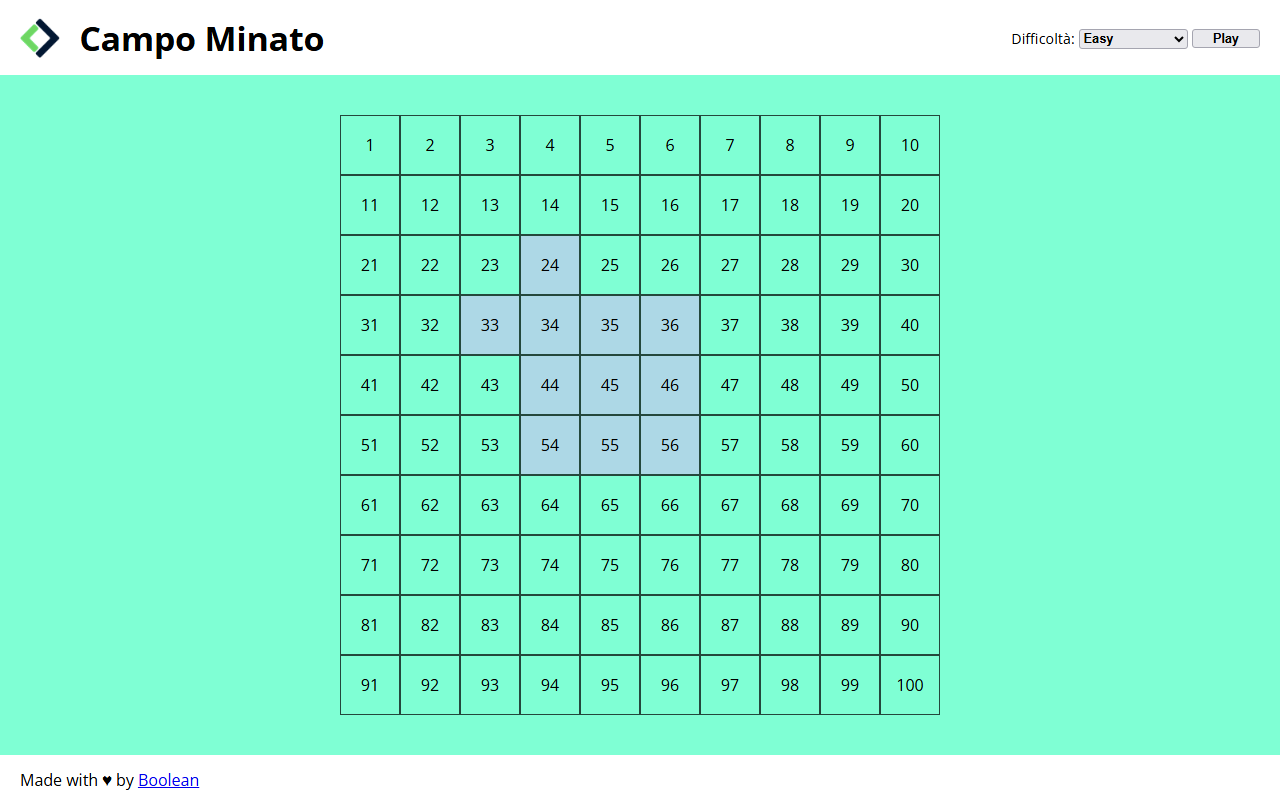 Campo Minato
Difficoltà: Easy Play
1 2 3 4 5 6 7 8 9 10
11 12 13 14 15 16 17 18 19 20
21 22 23 24 25 26 27 28 29 30
31 32 33 34 35 36 37 38 39 40
41 42 43 44 45 46 47 48 49 50
51 52 53 54 55 56 57 58 59 60
61 62 63 64 65 66 67 68 69 70
71 72 73 74 75 76 77 78 79 80
81 82 83 84 85 86 87 88 89 90
91 92 93 94 95 96 97 98 99 100
Made with ♥ by Boolean